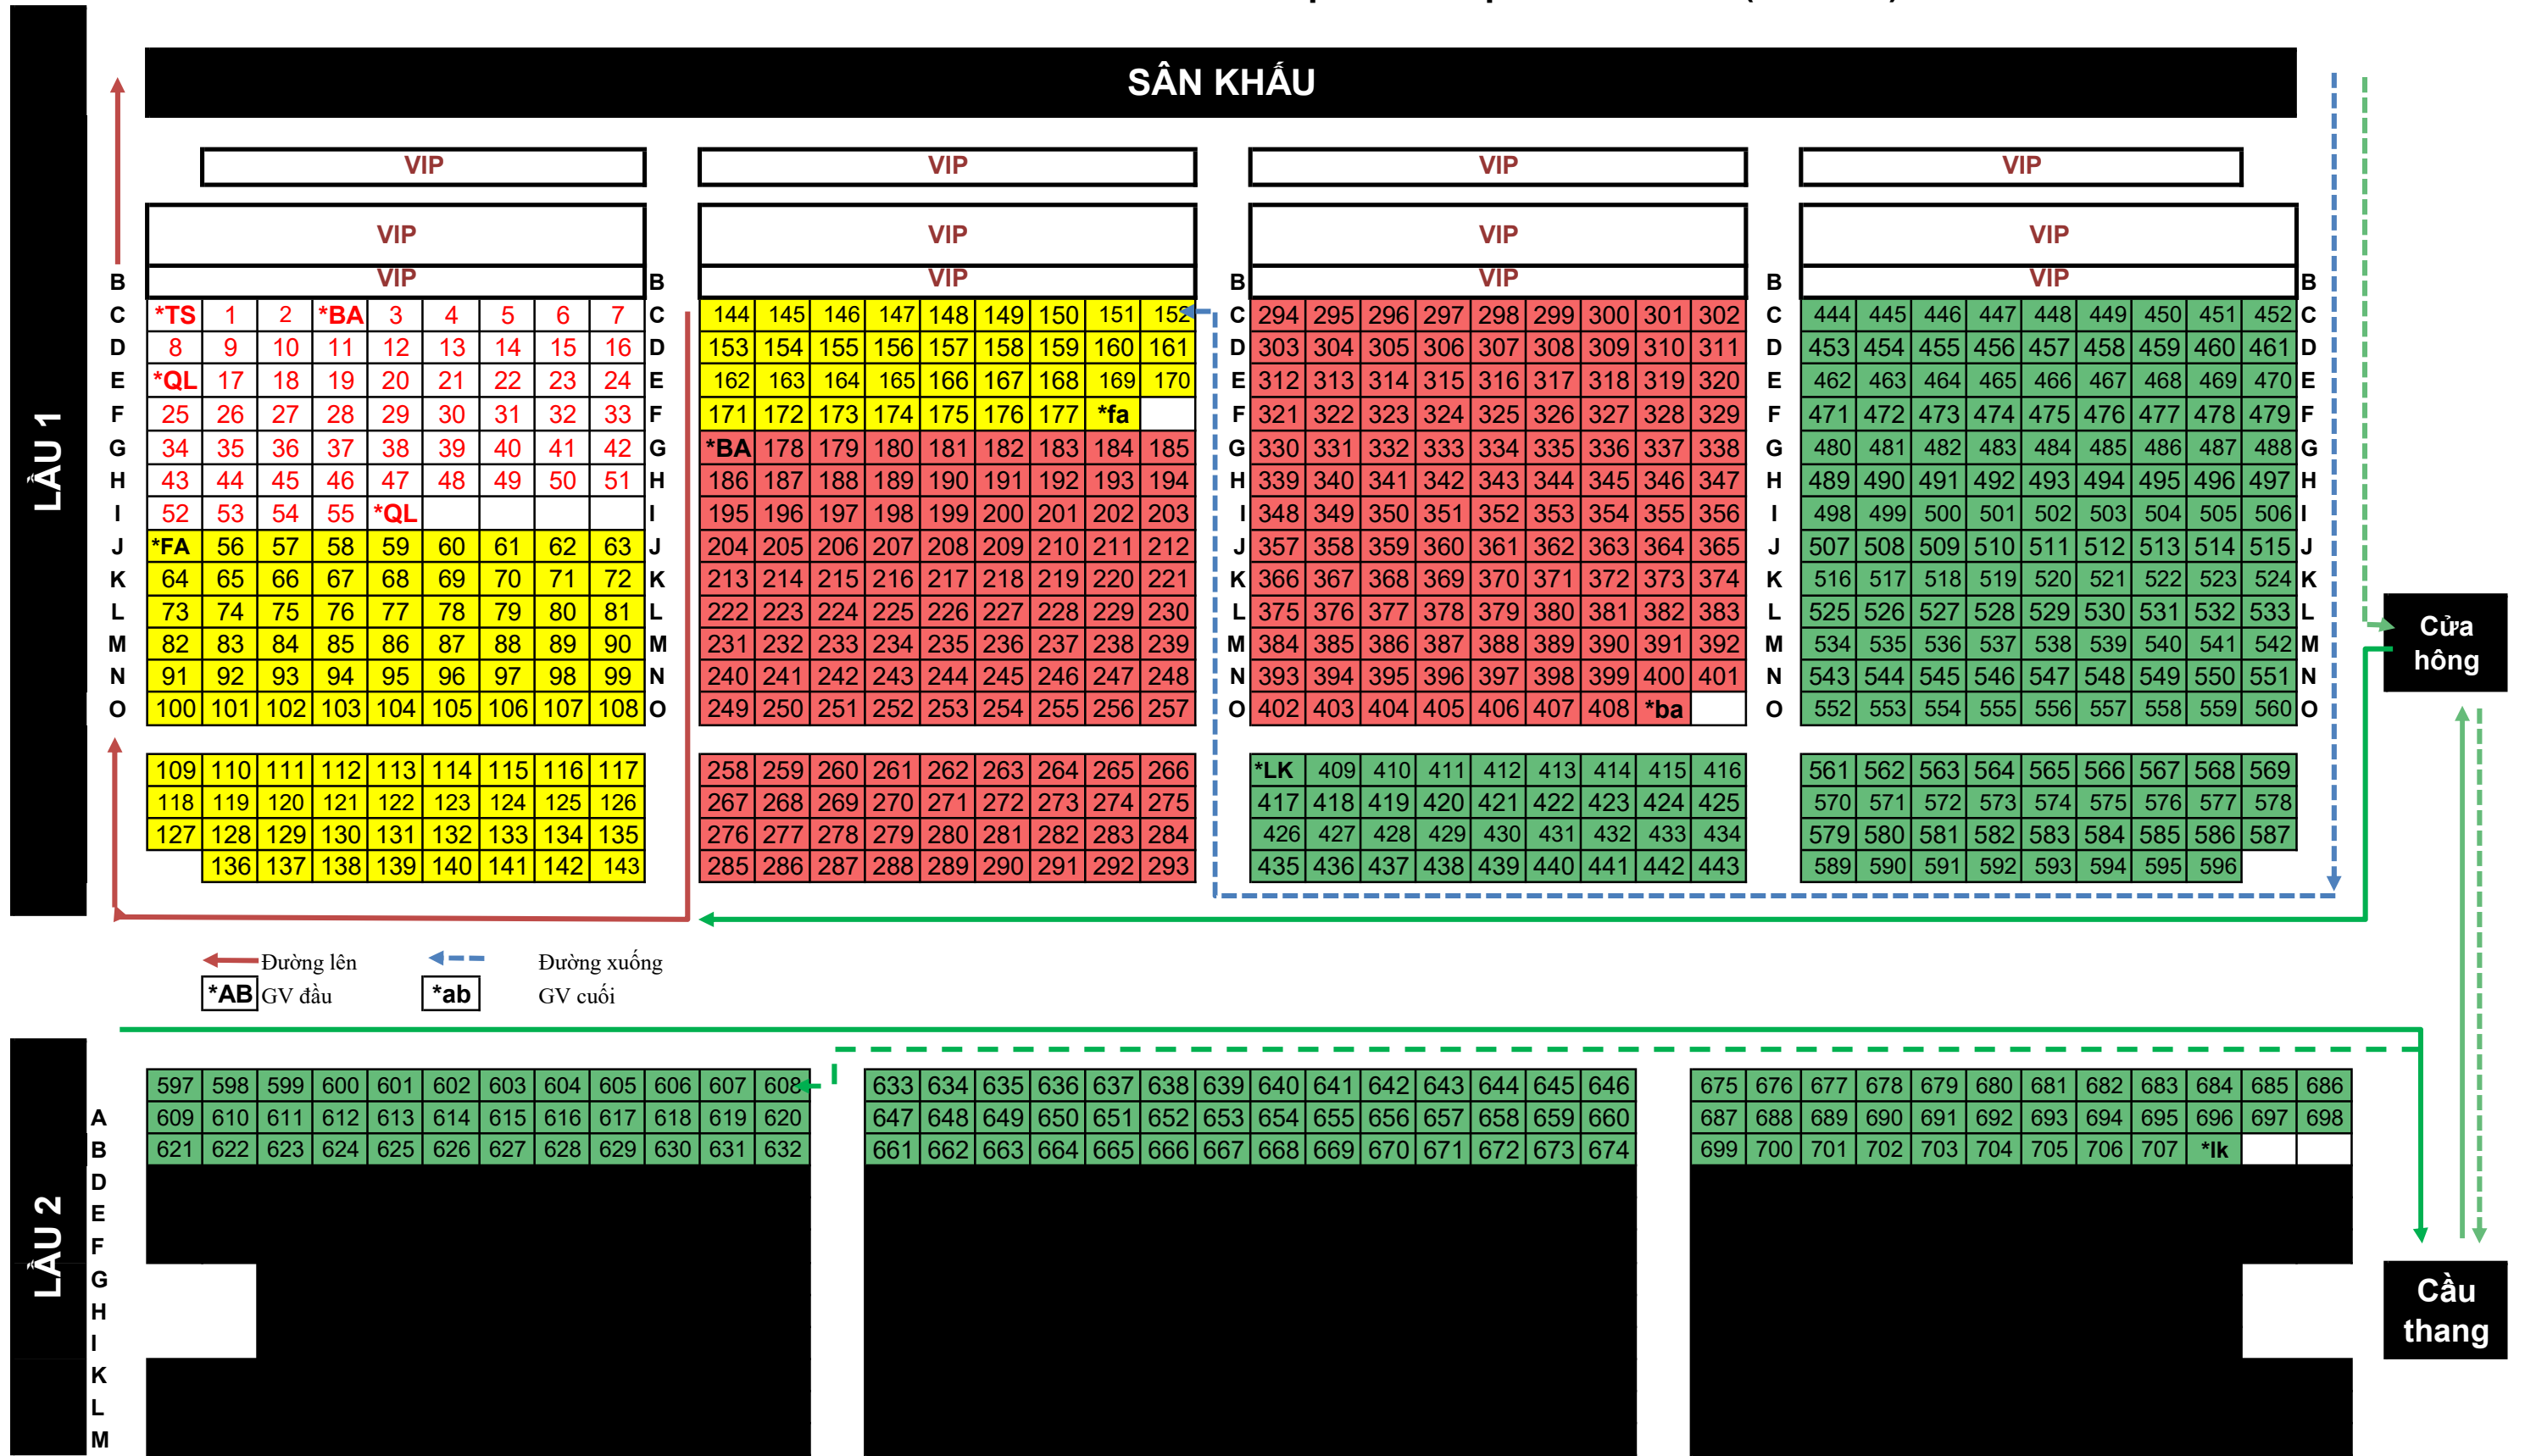 SÂN KHẤU
LẦU 1
VIP VIP VIP VIP
VIP VIP VIP VIP
B VIP B VIP B VIP B VIP B
C *TS 1 2 *BA 3 4 5 6 7 C 144 145 146 147 148 149 150 151 152 C 294 295 296 297 298 299 300 301 302 C 444 445 446 447 448 449 450 451 452 C
D 8 9 10 11 12 13 14 15 16 D 153 154 155 156 157 158 159 160 161 D 303 304 305 306 307 308 309 310 311 D 453 454 455 456 457 458 459 460 461 D
E *QL 17 18 19 20 21 22 23 24 E 162 163 164 165 166 167 168 169 170 E 312 313 314 315 316 317 318 319 320 E 462 463 464 465 466 467 468 469 470 E
F 25 26 27 28 29 30 31 32 33 F 171 172 173 174 175 176 177 *fa F 321 322 323 324 325 326 327 328 329 F 471 472 473 474 475 476 477 478 479 F
G 34 35 36 37 38 39 40 41 42 G *BA 178 179 180 181 182 183 184 185 G 330 331 332 333 334 335 336 337 338 G 480 481 482 483 484 485 486 487 488 G
H 43 44 45 46 47 48 49 50 51 H 186 187 188 189 190 191 192 193 194 H 339 340 341 342 343 344 345 346 347 H 489 490 491 492 493 494 495 496 497 H
I 52 53 54 55 *QL I 195 196 197 198 199 200 201 202 203 I 348 349 350 351 352 353 354 355 356 I 498 499 500 501 502 503 504 505 506 I
J *FA 56 57 58 59 60 61 62 63 J 204 205 206 207 208 209 210 211 212 J 357 358 359 360 361 362 363 364 365 J 507 508 509 510 511 512 513 514 515 J
K 64 65 66 67 68 69 70 71 72 K 213 214 215 216 217 218 219 220 221 K 366 367 368 369 370 371 372 373 374 K 516 517 518 519 520 521 522 523 524 K
L 73 74 75 76 77 78 79 80 81 L 222 223 224 225 226 227 228 229 230 L 375 376 377 378 379 380 381 382 383 L 525 526 527 528 529 530 531 532 533 L
M 82 83 84 85 86 87 88 89 90 M 231 232 233 234 235 236 237 238 239 M 384 385 386 387 388 389 390 391 392 M 534 535 536 537 538 539 540 541 542 M
N 91 92 93 94 95 96 97 98 99 N 240 241 242 243 244 245 246 247 248 N 393 394 395 396 397 398 399 400 401 N 543 544 545 546 547 548 549 550 551 N
O 100 101 102 103 104 105 106 107 108 O 249 250 251 252 253 254 255 256 257 O 402 403 404 405 406 407 408 *ba O 552 553 554 555 556 557 558 559 560 O
Cửa
hông
109 110 111 112 113 114 115 116 117 258 259 260 261 262 263 264 265 266 *LK 409 410 411 412 413 414 415 416 561 562 563 564 565 566 567 568 569
118 119 120 121 122 123 124 125 126 267 268 269 270 271 272 273 274 275 417 418 419 420 421 422 423 424 425 570 571 572 573 574 575 576 577 578
127 128 129 130 131 132 133 134 135 276 277 278 279 280 281 282 283 284 426 427 428 429 430 431 432 433 434 579 580 581 582 583 584 585 586 587
136 137 138 139 140 141 142 143 285 286 287 288 289 290 291 292 293 435 436 437 438 439 440 441 442 443 589 590 591 592 593 594 595 596
Đường lên Đường xuống
*AB GV đầu *ab GV cuối
LẦU 2
597 598 599 600 601 602 603 604 605 606 607 608 633 634 635 636 637 638 639 640 641 642 643 644 645 646 675 676 677 678 679 680 681 682 683 684 685 686
A 609 610 611 612 613 614 615 616 617 618 619 620 647 648 649 650 651 652 653 654 655 656 657 658 659 660 687 688 689 690 691 692 693 694 695 696 697 698
B 621 622 623 624 625 626 627 628 629 630 631 632 661 662 663 664 665 666 667 668 669 670 671 672 673 674 699 700 701 702 703 704 705 706 707 *lk
D
E
F
G
H
I
K
L
M
Cầu
thang